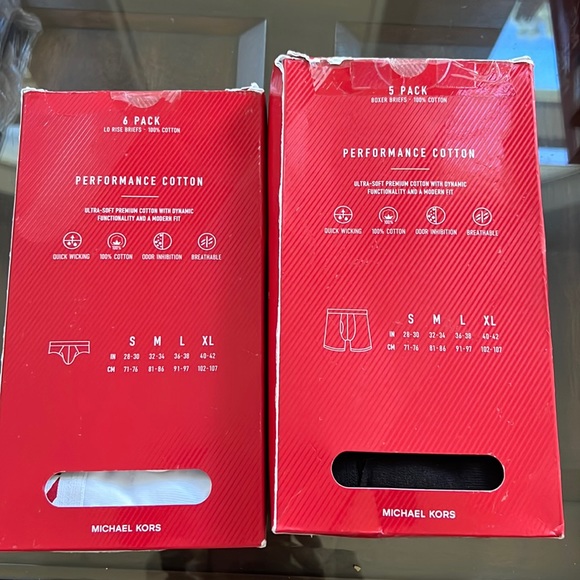 6 PACK
LO RISE BRIEFS - 100% COTTON
PERFORMANCE COTTON
ULTRA-SOFT PREMIUM COTTON WITH DYNAMIC
FUNCTIONALITY AND A MODERN FIT
100%
QUICK WICKING 100% COTTON ODOR INHIBITION BREATHABLE
S M L XL
IN 28-30 32-34 36-38 40-42
CM 71-76 81-86 91-97 102-107
MICHAEL KORS
5 PACK
BOXER BRIEFS - 100% COTTON
PERFORMANCE COTTON
ULTRA-SOFT PREMIUM COTTON WITH DYNAMIC
FUNCTIONALITY AND A MODERN FIT
100%
QUICK WICKING 100% COTTON ODOR INHIBITION BREATHABLE
S M L XL
IN 28-30 32-34 36-38 40-42
CM 71-76 81-86 91-97 102-107
MICHAEL KORS